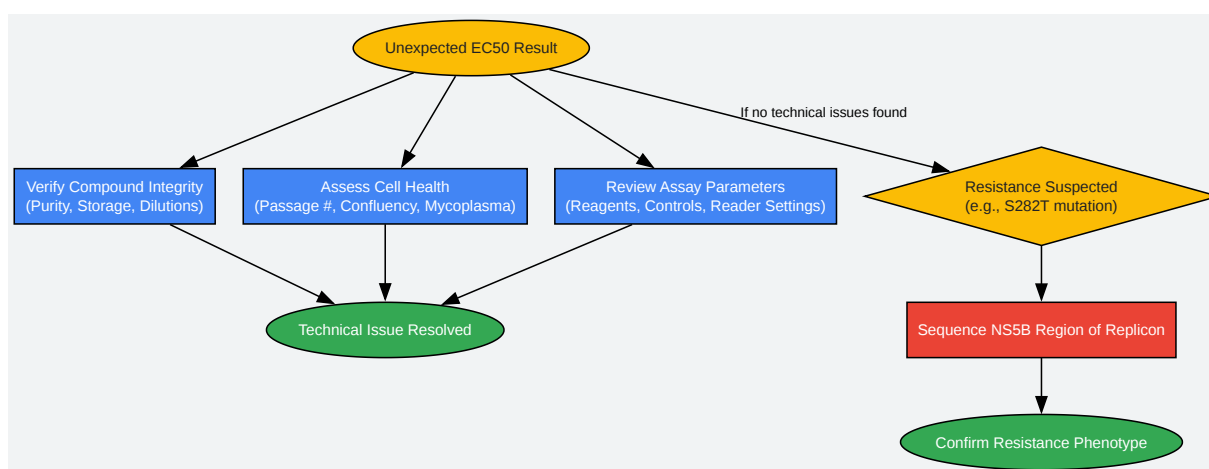 Unexpected EC50 Result
If no technical issues found
Verify Compound Integrity
(Purity, Storage, Dilutions)
Assess Cell Health
(Passage #, Confluency, Mycoplasma)
Review Assay Parameters
(Reagents, Controls, Reader Settings)
Resistance Suspected
(e.g., S282T mutation)
Technical Issue Resolved
Sequence NS5B Region of Replicon
Confirm Resistance Phenotype